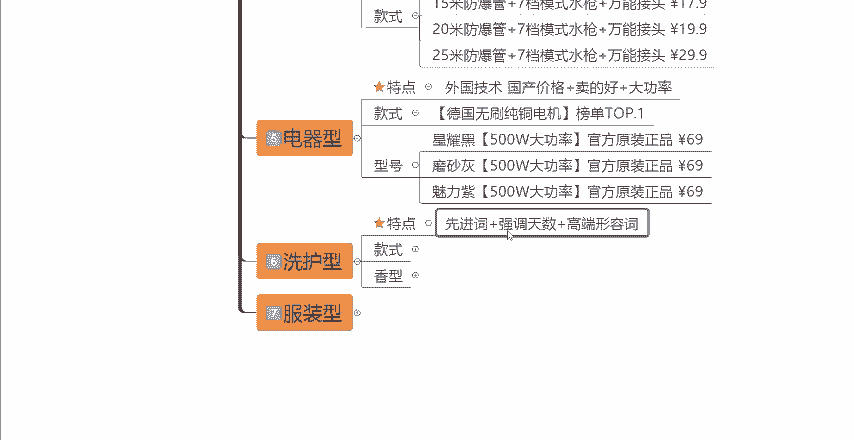 15米防爆管+7档模式水枪+万能接头 ¥17.9
款式
20米防爆管+7档模式水枪+万能接头 ¥19.9
25米防爆管+7档模式水枪+万能接头 ¥29.9
特点 外国技术 国产价格+卖的好+大功率
款式 【德国无刷纯铜电机】榜单TOP.1
5 电器型
星耀黑【500W大功率】官方原装正品 ¥69
型号 磨砂灰【500W大功率】官方原装正品 ¥69
魅力紫【500W大功率】官方原装正品 ¥69
特点 先进词+强调天数+高端形容词
款式
6 洗护型
香型
7 服装型